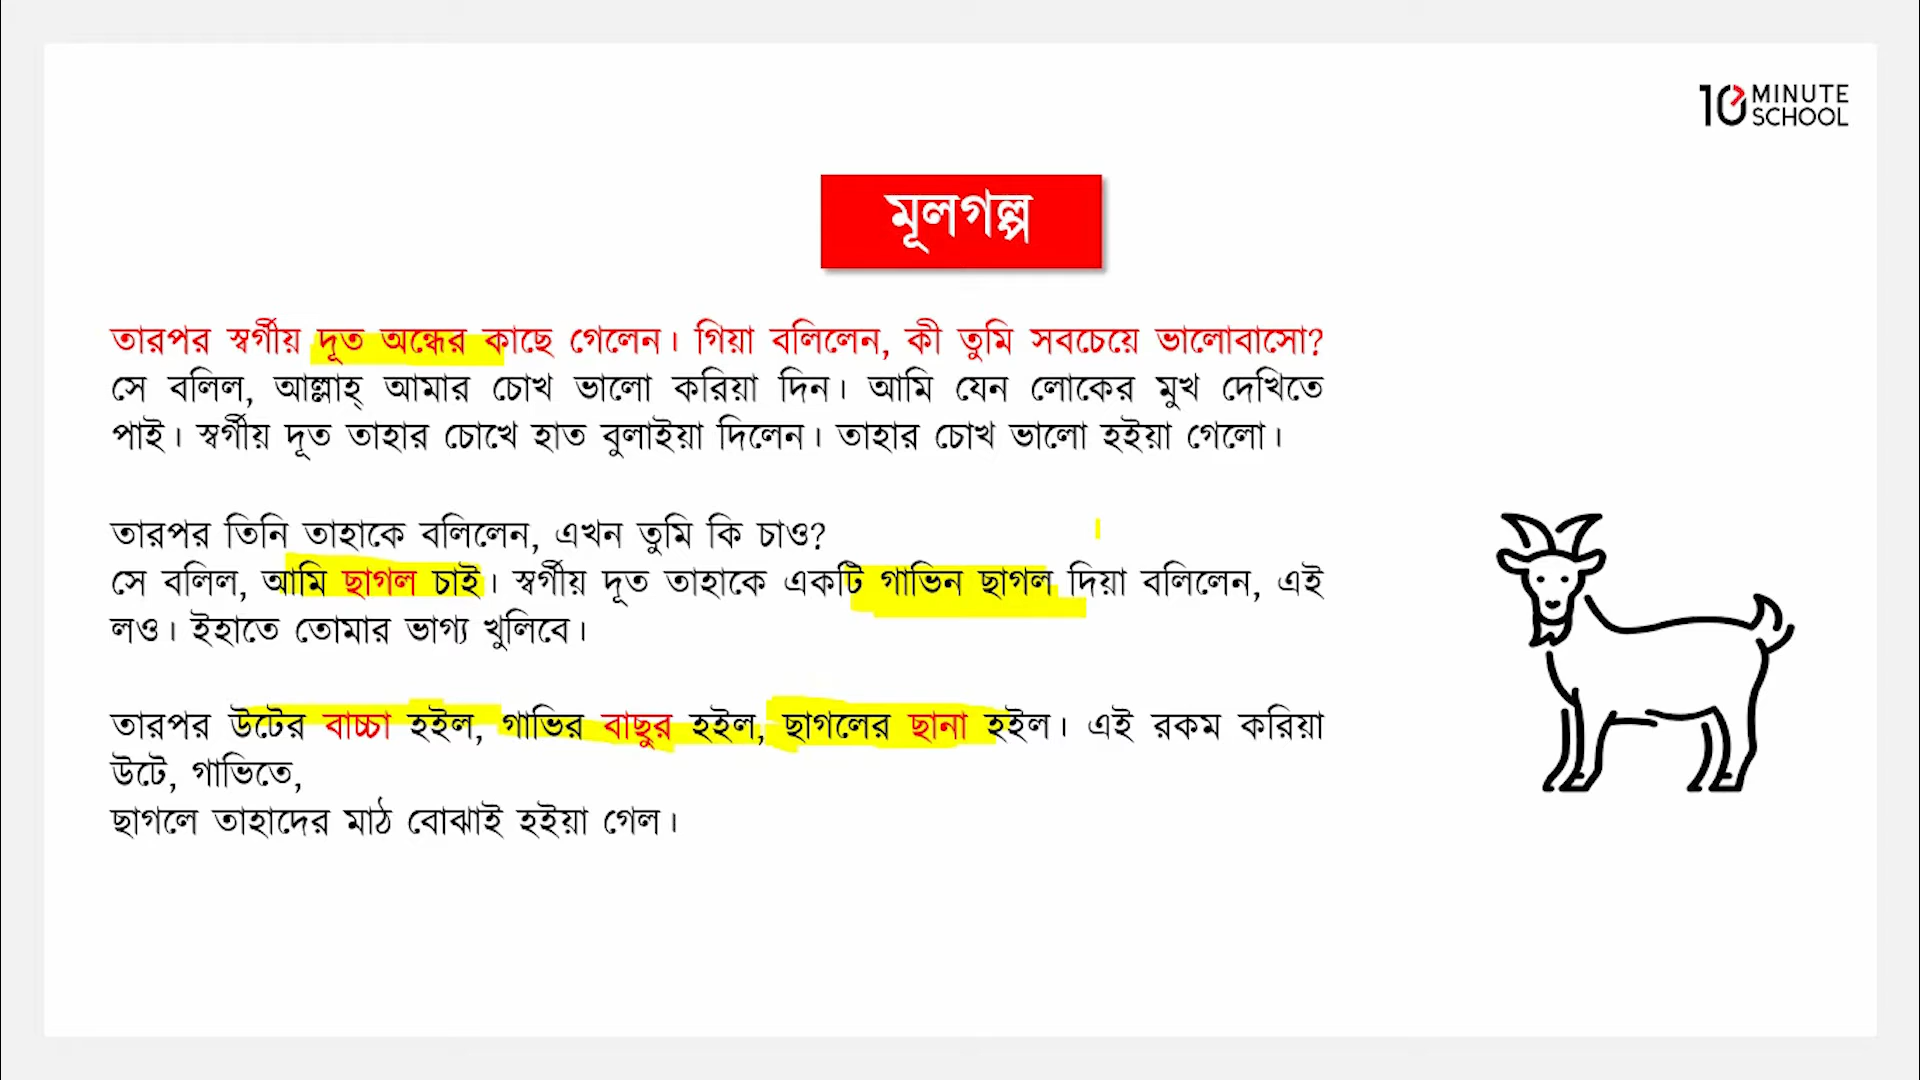 10 MINUTE
SCHOOL
মূলগল্প
তারপর স্বর্গীয় দূত অন্ধের কাছে গেলেন। গিয়া বলিলেন, কী তুমি সবচেয়ে ভালোবাসো?
সে বলিল, আল্লাহ্ আমার চোখ ভালো করিয়া দিন। আমি যেন লোকের মুখ দেখিতে
পাই। স্বর্গীয় দূত তাহার চোখে হাত বুলাইয়া দিলেন। তাহার চোখ ভালো হইয়া গেলো।
তারপর তিনি তাহাকে বলিলেন, এখন তুমি কি চাও?
সে বলিল, আমি ছাগল চাই। স্বর্গীয় দূত তাহাকে একটি গাভিন ছাগল দিয়া বলিলেন, এই
লও। ইহাতে তোমার ভাগ্য খুলিবে।
তারপর উটের বাচ্চা হইল, গাভির বাছুর হইল, ছাগলের ছানা হইল। এই রকম করিয়া
উটে, গাভিতে,
ছাগলে তাহাদের মাঠ বোঝাই হইয়া গেল।